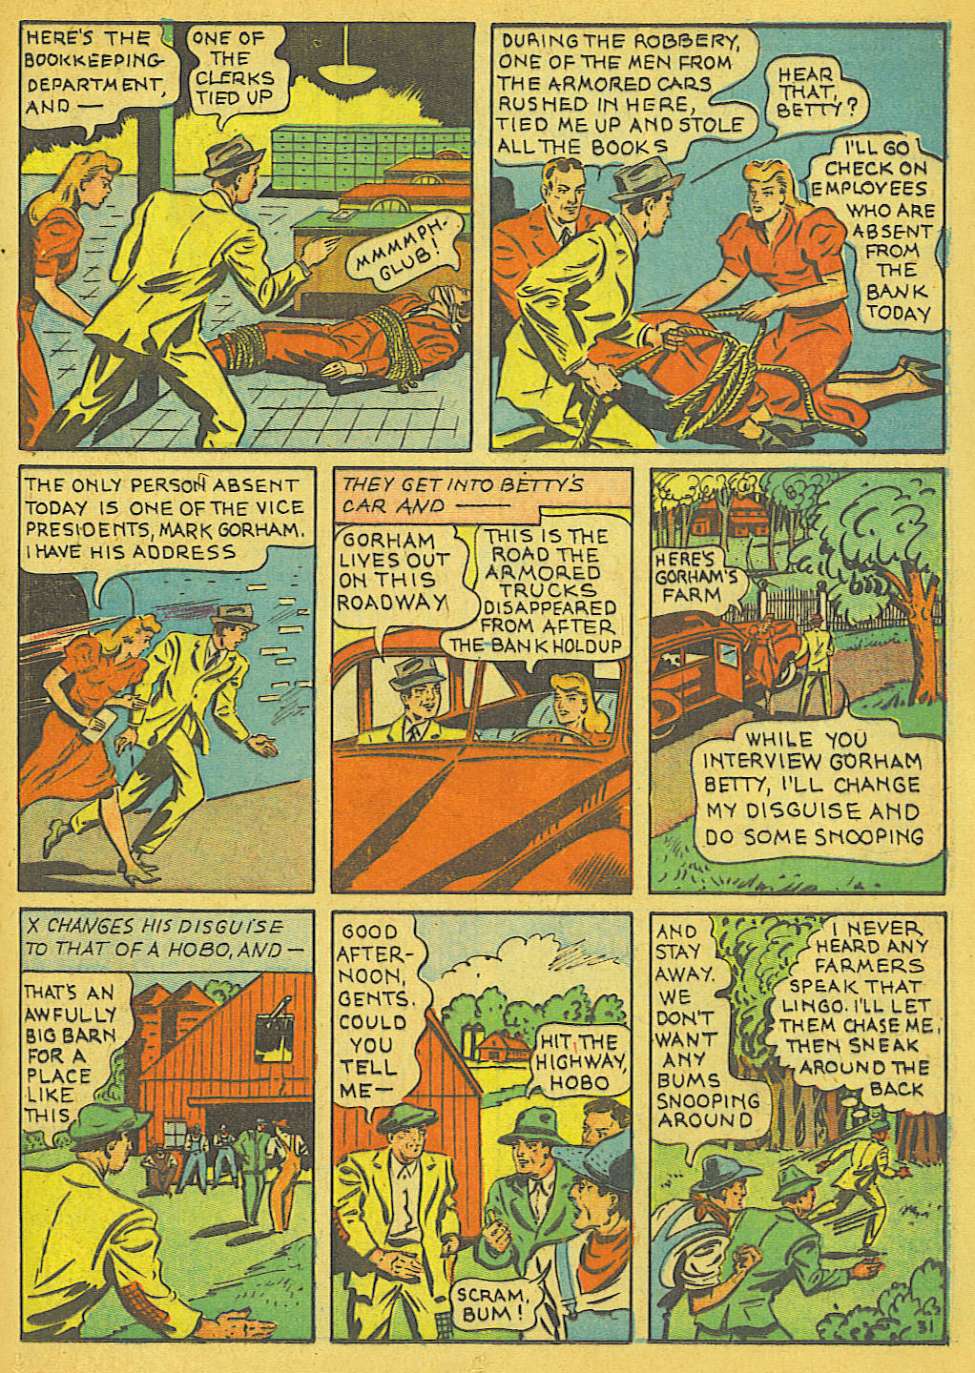 HERE'S THE
BOOKKEEPING
DEPARTMENT,
AND —
ONE OF
THE
CLERKS
TIED UP
MMMMPH-
GLUB!
DURING THE ROBBERY,
ONE OF THE MEN FROM
THE ARMORED CARS
RUSHED IN HERE,
TIED ME UP AND STOLE
ALL THE BOOKS
HEAR
THAT,
BETTY?
I'LL GO
CHECK ON
EMPLOYEES
WHO ARE
ABSENT
FROM
THE
BANK
TODAY
THE ONLY PERSON ABSENT
TODAY IS ONE OF THE VICE
PRESIDENTS, MARK GORHAM.
I HAVE HIS ADDRESS
THEY GET INTO BETTY'S
CAR AND —
GORHAM
LIVES OUT
ON THIS
ROADWAY
THIS IS THE
ROAD THE
ARMORED
TRUCKS
DISAPPEARED
FROM AFTER
THE BANK HOLDUP
HERE'S
GORHAM'S
FARM
WHILE YOU
INTERVIEW GORHAM
BETTY, I'LL CHANGE
MY DISGUISE AND
DO SOME SNOOPING
X CHANGES HIS DISGUISE
TO THAT OF A HOBO, AND —
THAT'S AN
AWFULLY
BIG BARN
FOR A
PLACE
LIKE
THIS
GOOD
AFTER-
NOON,
GENTS.
COULD
YOU
TELL
ME—
HIT THE
HIGHWAY,
HOBO
SCRAM,
BUM!
AND
STAY
AWAY.
WE
DON'T
WANT
ANY
BUMS
SNOOPING
AROUND
I NEVER
HEARD ANY
FARMERS
SPEAK THAT
LINGO. I'LL LET
THEM CHASE ME,
THEN SNEAK
AROUND THE
BACK
31